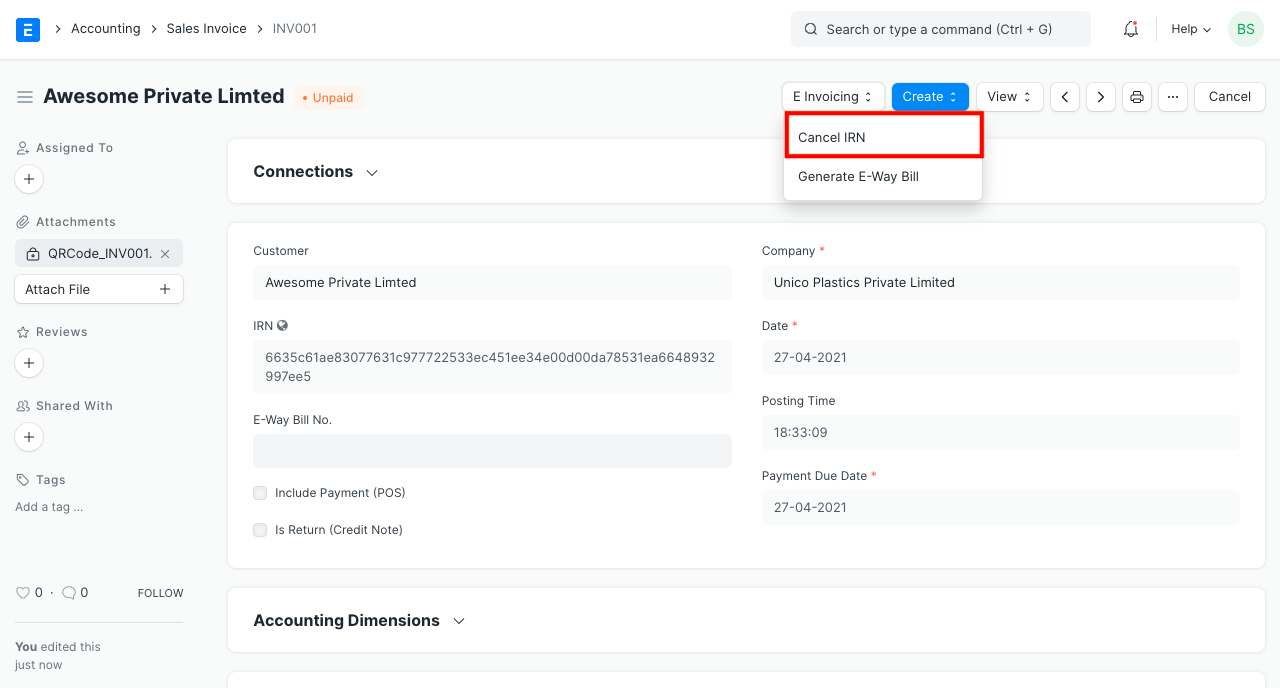 E
Accounting
Sales Invoice
INV001
Search or type a command (Ctrl + G)
Help
BS
Awesome Private Limted
Unpaid
E Invoicing
Create
View
Cancel
Cancel IRN
Generate E-Way Bill
Assigned To
Attachments
QRCode_INV001.
Attach File
Reviews
Shared With
Tags
Add a tag ...
0 · 0
FOLLOW
You edited this
just now
Connections
Customer
Awesome Private Limted
IRN
6635c61ae83077631c977722533ec451ee34e00d00da78531ea6648932
997ee5
E-Way Bill No.
Include Payment (POS)
Is Return (Credit Note)
Company *
Unico Plastics Private Limited
Date *
27-04-2021
Posting Time
18:33:09
Payment Due Date *
27-04-2021
Accounting Dimensions